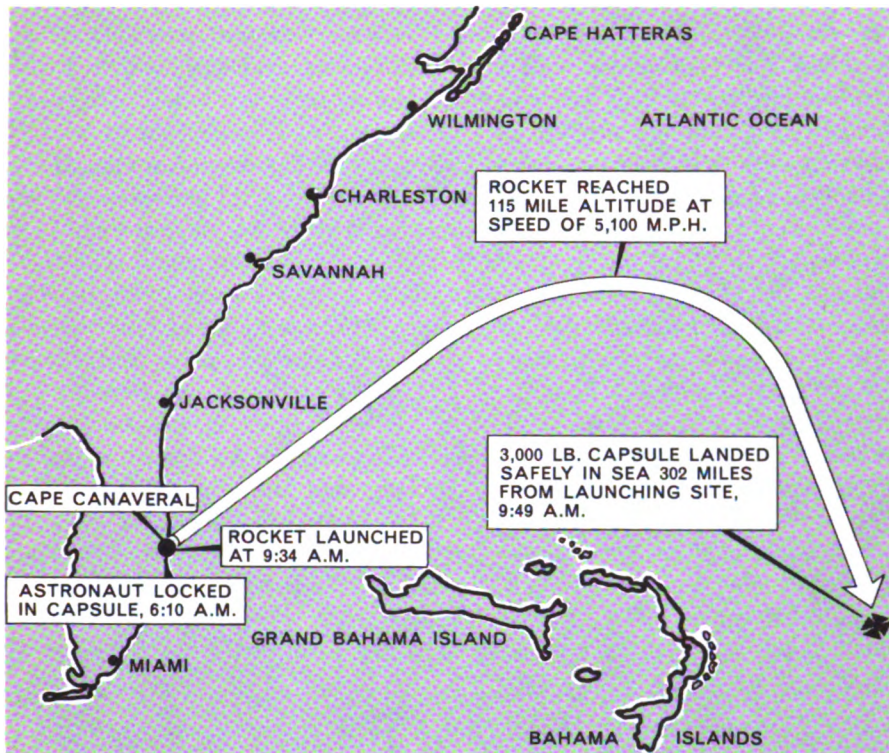 CAPE HATTERAS
WILMINGTON
ATLANTIC OCEAN
CHARLESTON
ROCKET REACHED
115 MILE ALTITUDE AT
SPEED OF 5,100 M.P.H.
SAVANNAH
JACKSONVILLE
3,000 LB. CAPSULE LANDED
SAFELY IN SEA 302 MILES
FROM LAUNCHING SITE,
9:49 A.M.
CAPE CANAVERAL
ROCKET LAUNCHED
AT 9:34 A.M.
ASTRONAUT LOCKED
IN CAPSULE, 6:10 A.M.
GRAND BAHAMA ISLAND
MIAMI
BAHAMA ISLANDS